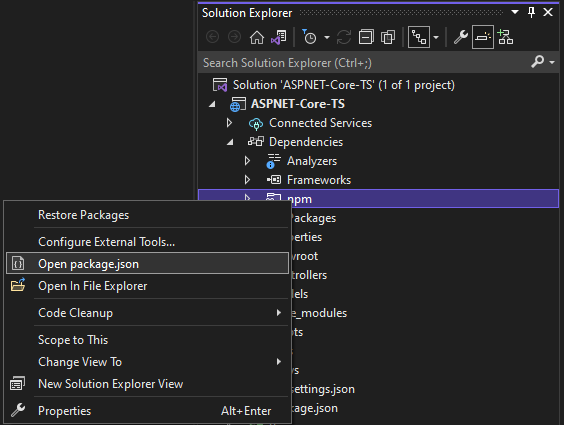 Solution Explorer
Search Solution Explorer (Ctrl+;)
Solution 'ASPNET-Core-TS' (1 of 1 project)
ASPNET-Core-TS
Connected Services
Dependencies
Analyzers
Frameworks
npm
Packages
perties
wroot
trollers
lels
e_modules
ts
s
vs
settings.json
kage.json
Restore Packages
Configure External Tools...
Open package.json
Open In File Explorer
Code Cleanup
Scope to This
Change View To
New Solution Explorer View
Properties Alt+Enter